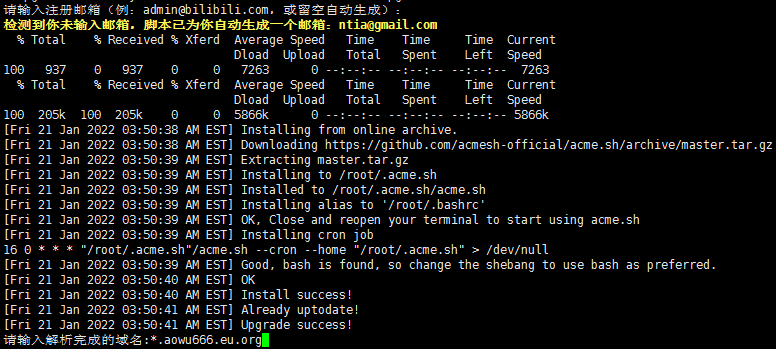 请输入注册邮箱（例：admin@bilibili.com，或留空自动生成）：
检测到你未输入邮箱，脚本已为你自动生成一个邮箱：ntia@gmail.com
  % Total    % Received % Xferd  Average Speed   Time    Time     Time  Current
                                 Dload  Upload   Total   Spent    Left  Speed
100   937    0   937    0     0   7263      0 --:--:-- --:--:-- --:--:--  7263
  % Total    % Received % Xferd  Average Speed   Time    Time     Time  Current
                                 Dload  Upload   Total   Spent    Left  Speed
100  205k  100  205k    0     0  5866k      0 --:--:-- --:--:-- --:--:-- 5866k
[Fri 21 Jan 2022 03:50:38 AM EST] Installing from online archive.
[Fri 21 Jan 2022 03:50:38 AM EST] Downloading https://github.com/acmesh-official/acme.sh/archive/master.tar.gz
[Fri 21 Jan 2022 03:50:39 AM EST] Extracting master.tar.gz
[Fri 21 Jan 2022 03:50:39 AM EST] Installing to /root/.acme.sh
[Fri 21 Jan 2022 03:50:39 AM EST] Installed to /root/.acme.sh/acme.sh
[Fri 21 Jan 2022 03:50:39 AM EST] Installing alias to '/root/.bashrc'
[Fri 21 Jan 2022 03:50:39 AM EST] OK, Close and reopen your terminal to start using acme.sh
[Fri 21 Jan 2022 03:50:39 AM EST] Installing cron job
16 0 * * * "/root/.acme.sh"/acme.sh --cron --home "/root/.acme.sh" > /dev/null
[Fri 21 Jan 2022 03:50:39 AM EST] Good, bash is found, so change the shebang to use bash as preferred.
[Fri 21 Jan 2022 03:50:40 AM EST] OK
[Fri 21 Jan 2022 03:50:40 AM EST] Install success!
[Fri 21 Jan 2022 03:50:41 AM EST] Already uptodate!
[Fri 21 Jan 2022 03:50:41 AM EST] Upgrade success!
请输入解析完成的域名:*.aowu666.eu.org